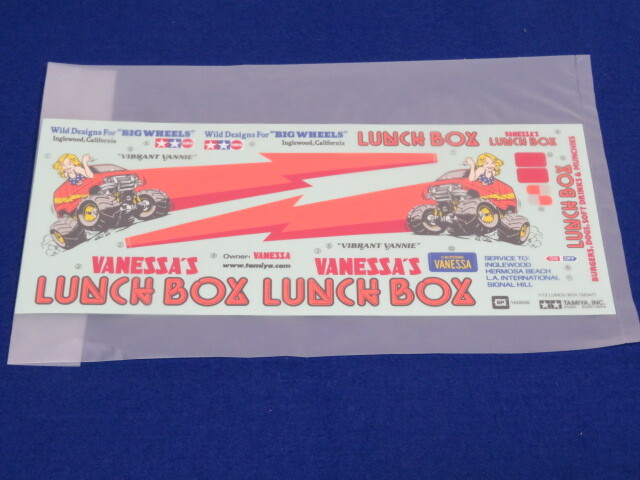 Wild Designs For "BIG WHEELS"
Inglewood, California
Wild Designs For "BIG WHEELS"
Inglewood, California
LUNCH BOX
VANESSA'S
LUNCH BOX
"VIBRANT VANNIE"
LUNCH BOX
BURGERS, DOGS, SOFT DRINKS & MUNCHIES
"VIBRANT VANNIE"
Owner- VANESSA
www.tamiya.com
VANESSA'S
LUNCH BOX
VANESSA'S
LUNCH BOX
VANESSA
ON OFF
SERVICE TO:
INGLEWOOD
HERMOSA BEACH
L.A. INTERNATIONAL
SIGNAL HILL
TAMIYA, INC.